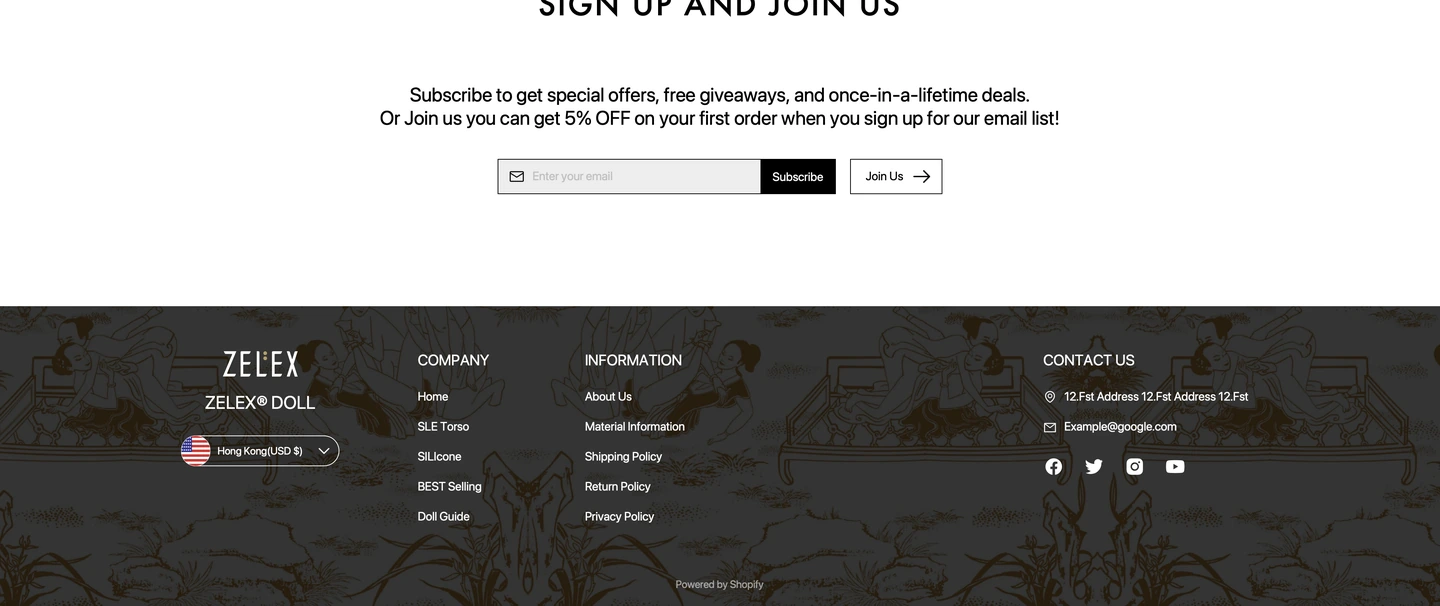 SIGN UP AND JOIN US
Subscribe to get special offers, free giveaways, and once-in-a-lifetime deals.
Or Join us you can get 5% OFF on your first order when you sign up for our email list!
Enter your email
Subscribe
Join Us
ZELEX
ZELEX® DOLL
Hong Kong(USD $)
COMPANY
Home
SLE Torso
SILIcone
BEST Selling
Doll Guide
INFORMATION
About Us
Material Information
Shipping Policy
Return Policy
Privacy Policy
CONTACT US
12.Fst Address 12.Fst Address 12.Fst
Example@google.com
Powered by Shopify